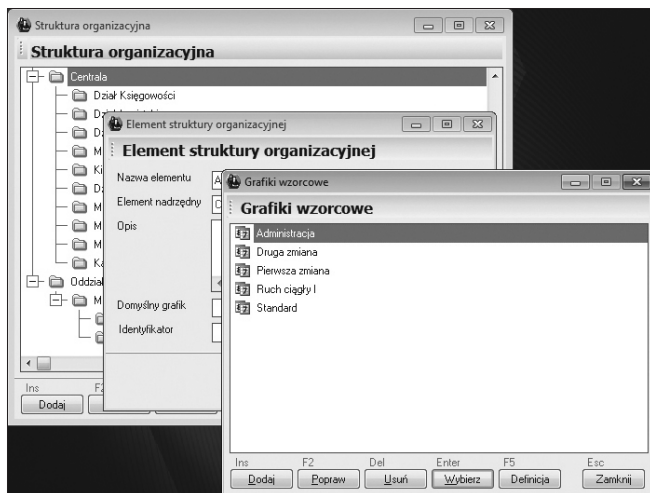 Struktura organizacyjna
Struktura organizacyjna
Centrala
Dział Księgowości
Oddział
Ins
Dodaj
Element struktury organizacyjnej
Element struktury organizacyjnej
Nazwa elementu
Element nadrzędny
Opis
Domyślny grafik
Identyfikator
Grafiki wzorcowe
Grafiki wzorcowe
Administracja
Druga zmiana
Pierwsza zmiana
Ruch ciągły I
Standard
Ins F2 Del Enter F5 Esc
Dodaj Popraw Usuń Wybierz Definicja Zamknij